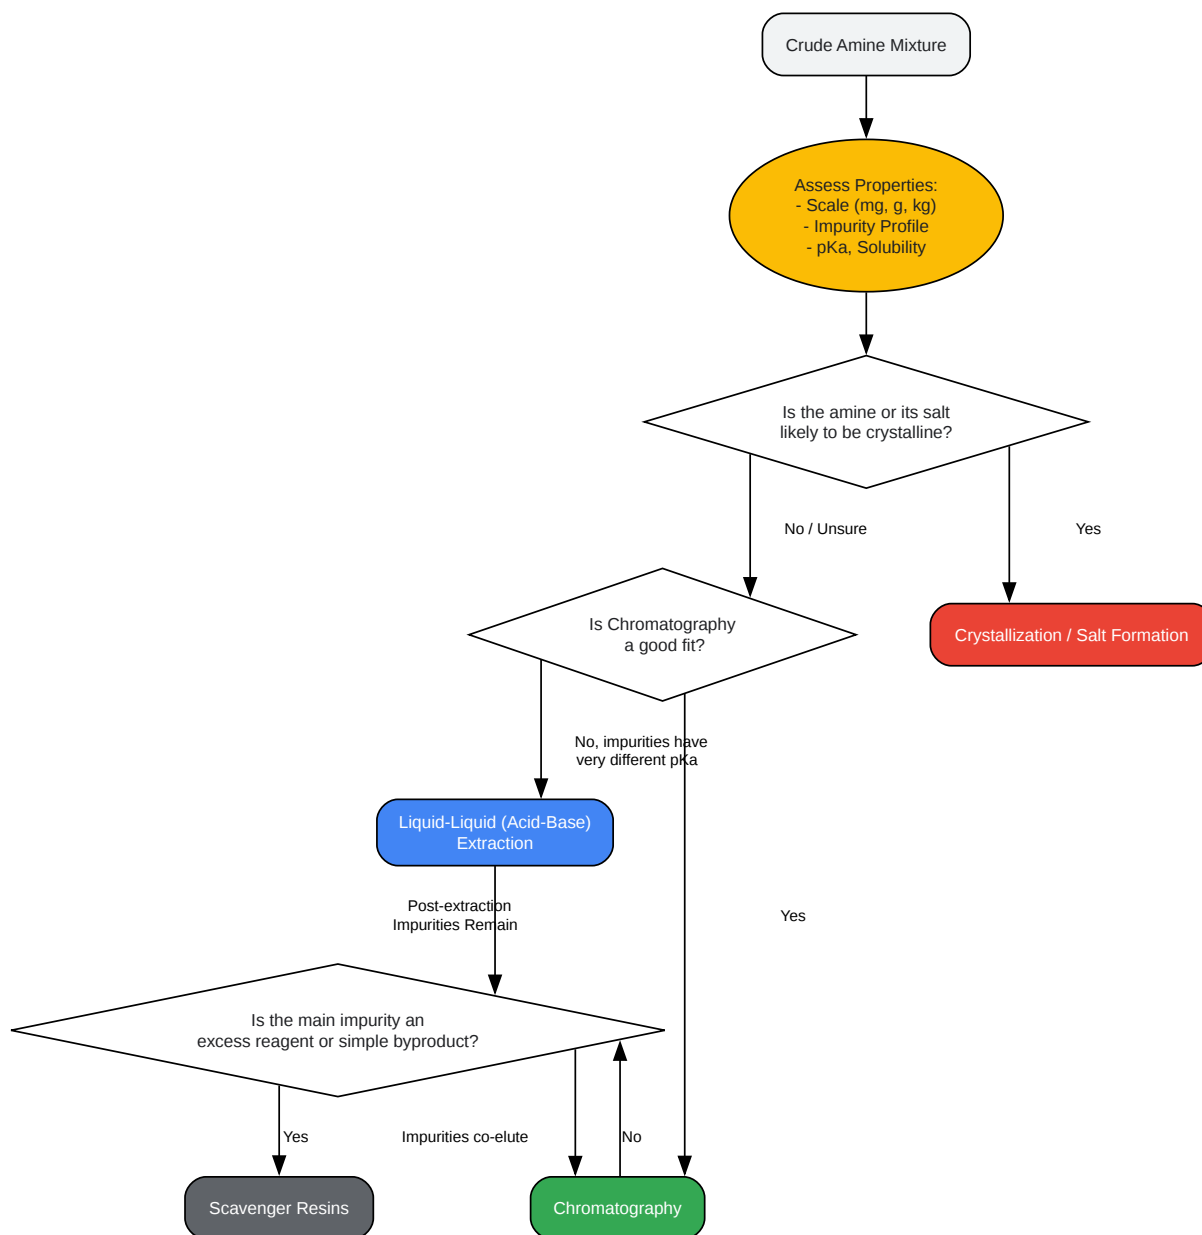 Crude Amine Mixture
Assess Properties:
- Scale (mg, g, kg)
- Impurity Profile
- pKa, Solubility
Is the amine or its salt
likely to be crystalline?
No / Unsure
Yes
Is Chromatography
a good fit?
Crystallization / Salt Formation
No, impurities have
very different pKa
Liquid-Liquid (Acid-Base)
Extraction
Post-extraction
Impurities Remain
Yes
Is the main impurity an
excess reagent or simple byproduct?
Yes
Impurities co-elute
No
Scavenger Resins
Chromatography